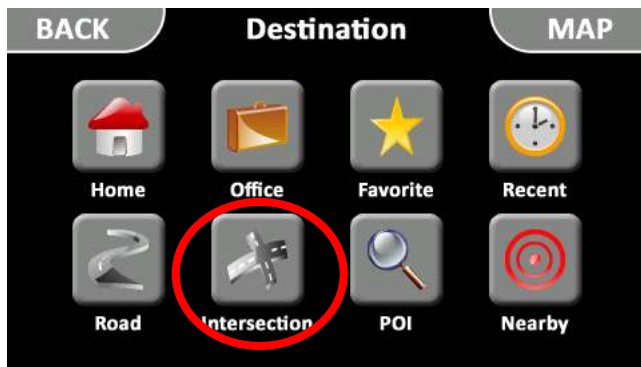 BACK Destination MAP
Home Office Favorite Recent
Road Intersection POI Nearby